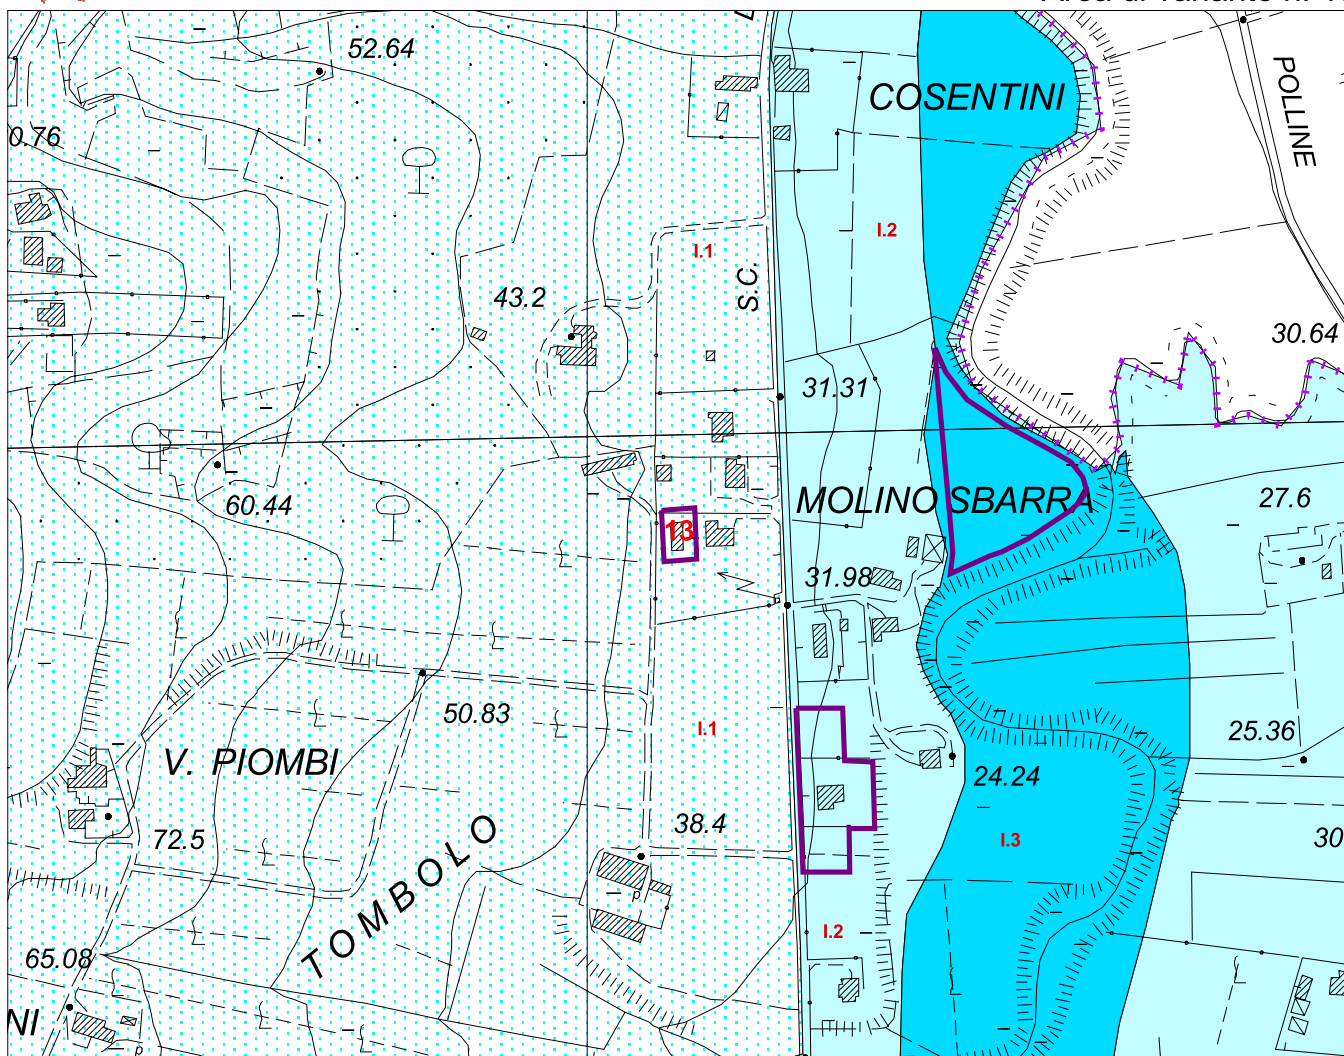 52.64
COSENTINI
POLLINE
0.76
I.2
I.1
S.C.
43.2
30.64
31.31
MOLINO SBARRA
60.44
27.6
13
31.98
50.83
I.1
25.36
V. PIOMBI
24.24
38.4
72.5
30
I.3
TOMBOLO
p
I.2
65.08
NI
p